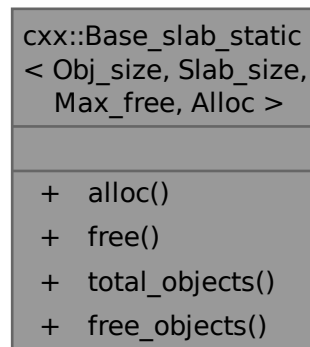 cxx::Base_slab_static
< Obj_size, Slab_size,
Max_free, Alloc >
+ alloc()
+ free()
+ total_objects()
+ free_objects()